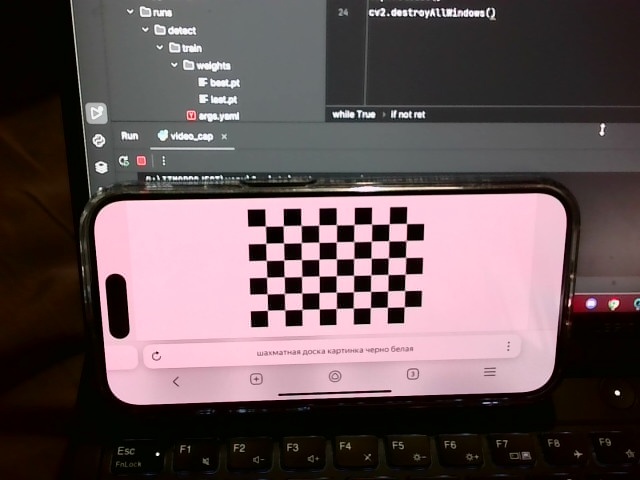 runs
24 cv2.destroyAllWindows()
detect
train
weights
best.pt
last.pt
args.yaml
while True › if not ret
Run video_cap ×
шахматная доска картинка черно белая
3
Esc F1 F2 F3 F4 F5 F6 F7 F8 F9
FnLock